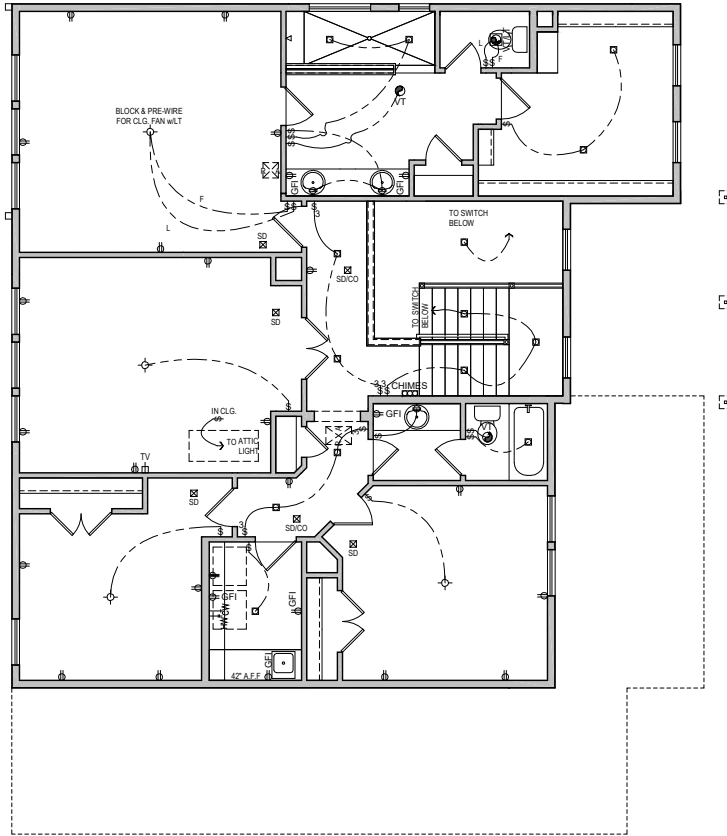 L
F
$$
VT
BLOCK & PRE-WIRE
FOR CLG. FAN w/LT
$
$
$
$
GFI
GFI
F
L
$$
$
3
SD
TO SWITCH
BELOW
SD/CO
SD
TO SWITCH
BELOW
3 3
$$
CHIMES
$
IN CLG.
$
TO ATTIC
LIGHT
TV
GFI
$
3
VT
$$
SD
$
3
$
SD/CO
$
SD
$
GFI
GFI
GFI
42" A.F.F